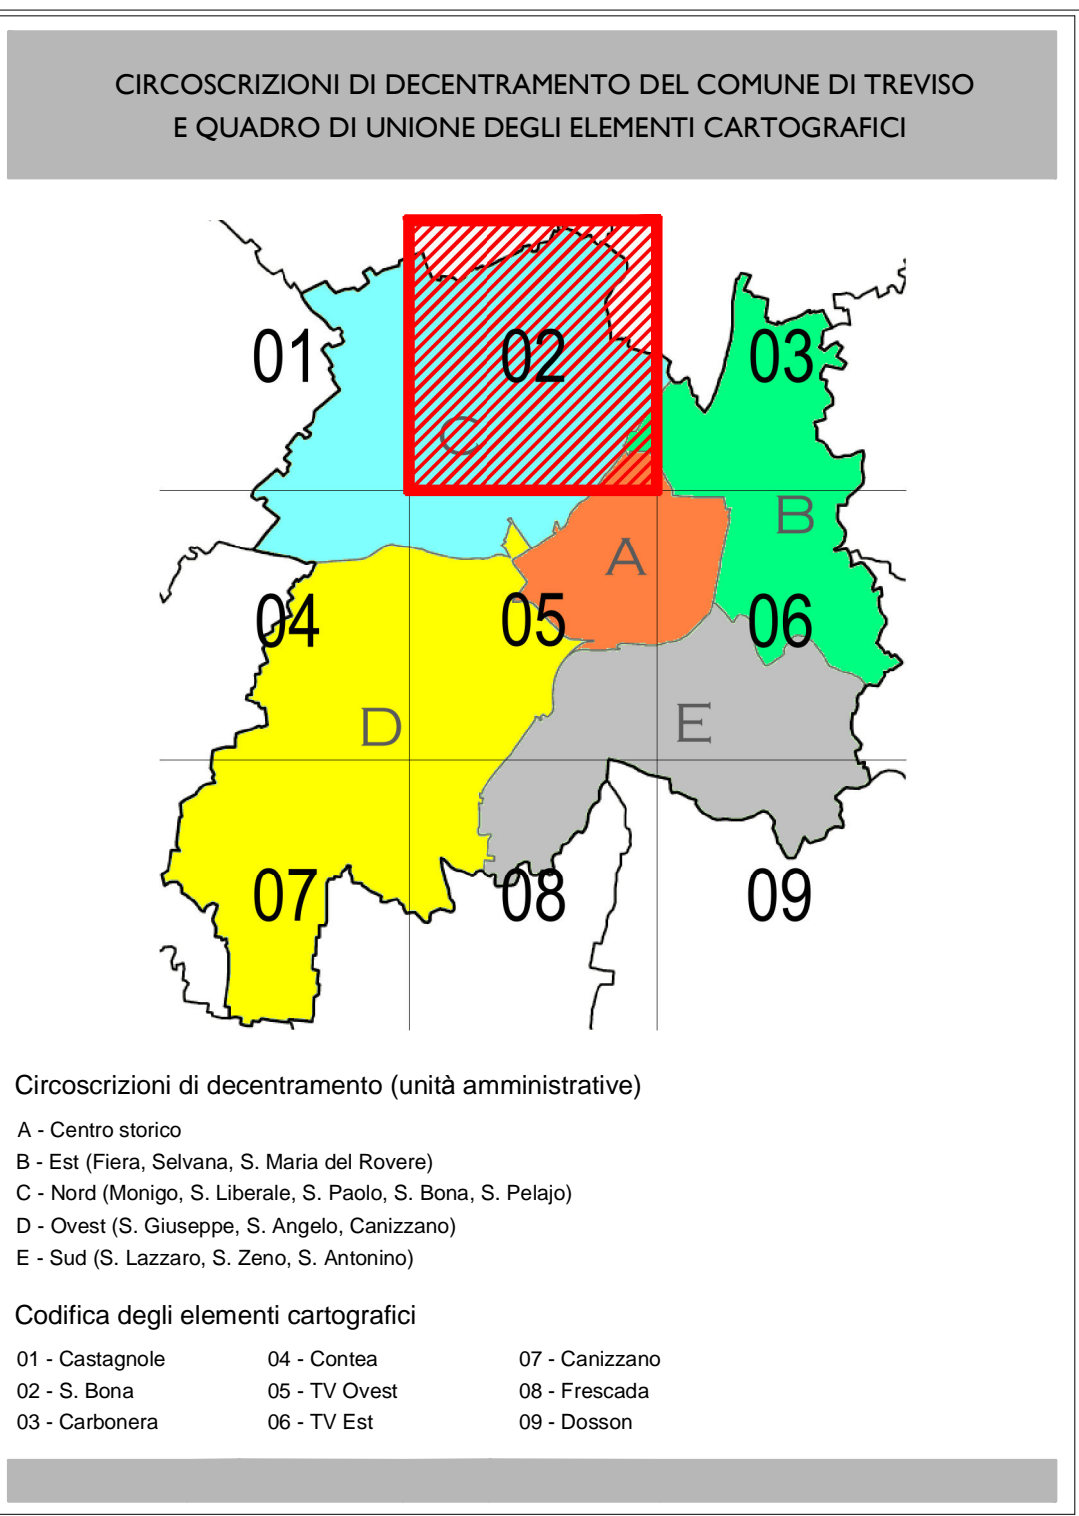 CIRCOSCRIZIONI DI DECENTRAMENTO DEL COMUNE DI TREVISO
E QUADRO DI UNIONE DEGLI ELEMENTI CARTOGRAFICI
01 02 03
C
B
A
04 05 06
D E
07 08 09
Circoscrizioni di decentramento (unità amministrative)
A - Centro storico
B - Est (Fiera, Selvana, S. Maria del Rovere)
C - Nord (Monigo, S. Liberale, S. Paolo, S. Bona, S. Pelajo)
D - Ovest (S. Giuseppe, S. Angelo, Canizzano)
E - Sud (S. Lazzaro, S. Zeno, S. Antonino)
Codifica degli elementi cartografici
01 - Castagnole 04 - Contea 07 - Canizzano
02 - S. Bona 05 - TV Ovest 08 - Frescada
03 - Carbonera 06 - TV Est 09 - Dosson